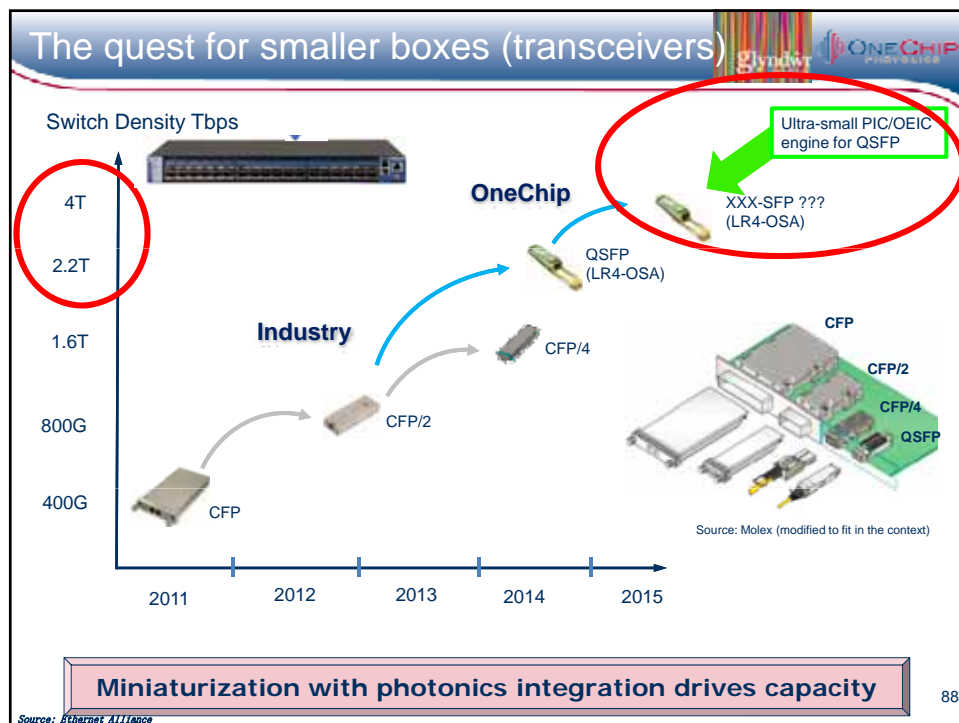 The quest for smaller boxes (transceivers)
glyndwr
ONECHIP
PHOTONICS
Switch Density Tbps
Ultra-small PIC/OEIC
engine for QSFP
4T
OneChip
XXX-SFP ???
(LR4-OSA)
2.2T
QSFP
(LR4-OSA)
1.6T
Industry
CFP/4
CFP
CFP/2
CFP/4
QSFP
800G
CFP/2
400G
CFP
Source: Molex (modified to fit in the context)
2011
2012
2013
2014
2015
Miniaturization with photonics integration drives capacity
88
Source: Ethernet Alliance